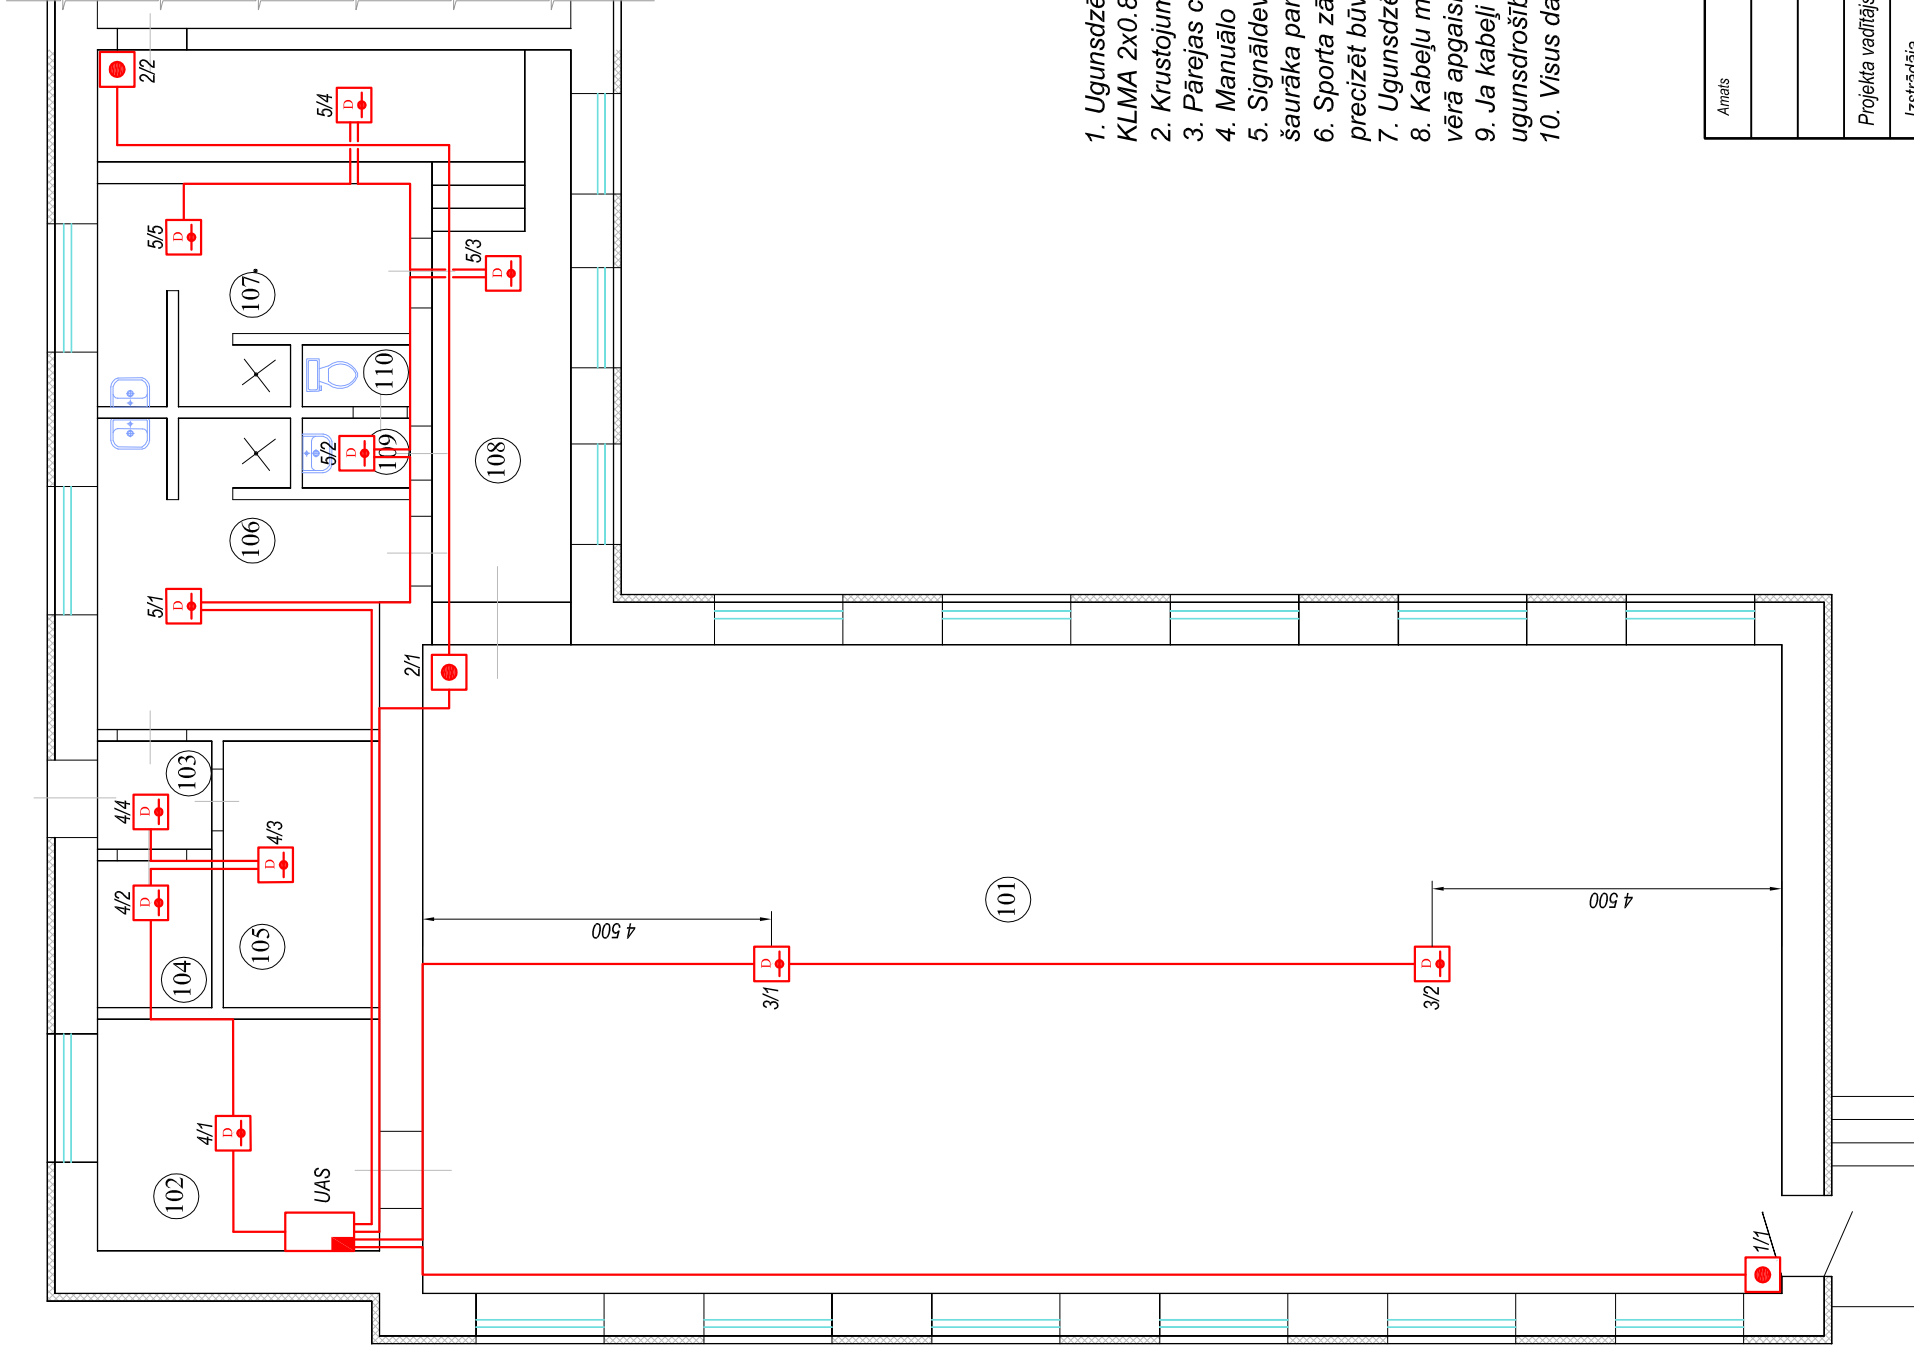 1. Ugunsdzē
KLMA 2x0.8
2. Krustojum
3. Pārejas c
4. Manuālo
5. Signāldev
šaurāka par
6. Sporta zā
precizēt būv
7. Ugunsdzē
8. Kabeļu m
vērā apgais
9. Ja kabeļi
ugunsdrošīb
10. Visus da
Amats
Projekta vadītājs
Izstrādāja
2/2
5/4
5/5
5/3
107
110
5/2
109
108
106
5/1
2/1
103
4/4
4/3
4/2
105
104
4/1
102
UAS
101
4 500
4 500
3/1
3/2
1/1
D
D
D
D
D
D
D
D
D
D
D